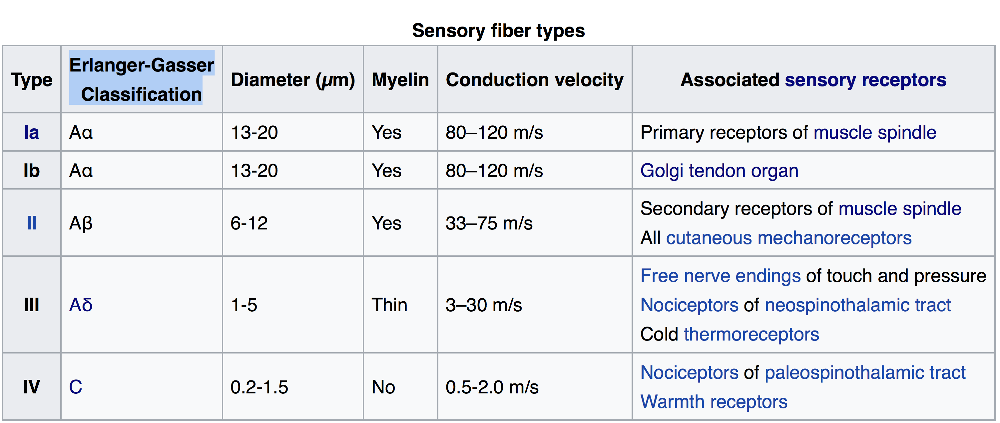 Sensory fiber types
Type
Erlanger-Gasser
Classification
Diameter (μm)
Myelin
Conduction velocity
Associated sensory receptors
Ia
Aα
13-20
Yes
80–120 m/s
Primary receptors of muscle spindle
Ib
Aα
13-20
Yes
80–120 m/s
Golgi tendon organ
II
Aβ
6-12
Yes
33–75 m/s
Secondary receptors of muscle spindle
All cutaneous mechanoreceptors
III
Aδ
1-5
Thin
3–30 m/s
Free nerve endings of touch and pressure
Nociceptors of neospinothalamic tract
Cold thermoreceptors
IV
C
0.2-1.5
No
0.5-2.0 m/s
Nociceptors of paleospinothalamic tract
Warmth receptors